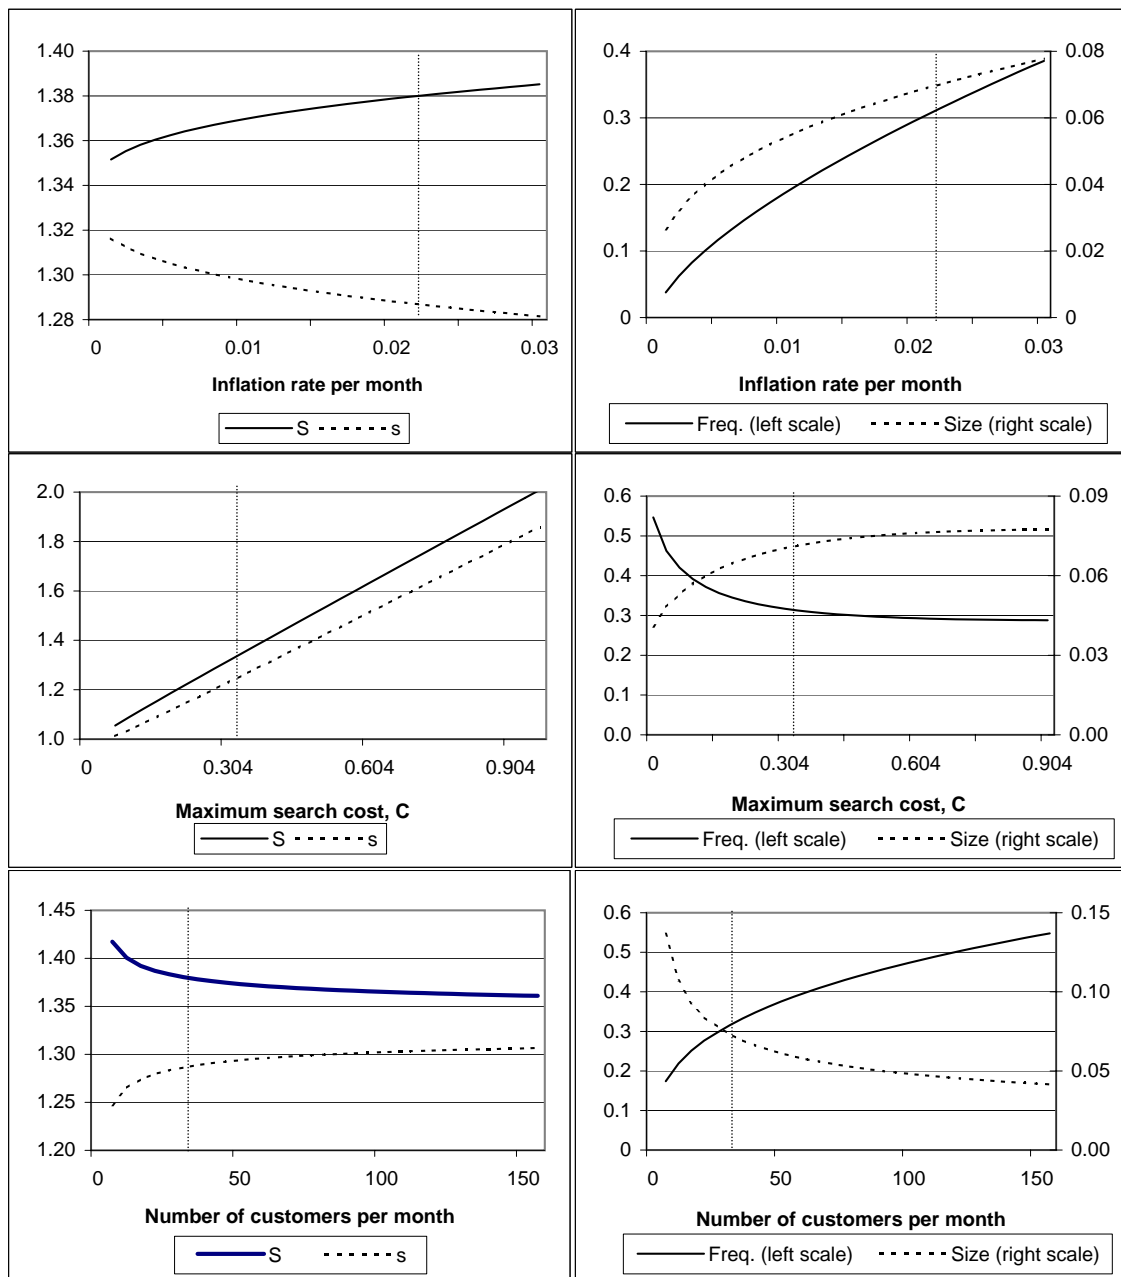 1.40
1.38
1.36
1.34
1.32
1.30
1.28
0 0.01 0.02 0.03
Inflation rate per month
S s
0.4
0.3
0.2
0.1
0
0.08
0.06
0.04
0.02
0
0 0.01 0.02 0.03
Inflation rate per month
Freq. (left scale) Size (right scale)
2.0
1.8
1.6
1.4
1.2
1.0
0 0.304 0.604 0.904
Maximum search cost, C
S s
0.6
0.5
0.4
0.3
0.2
0.1
0.0
0.09
0.06
0.03
0.00
0 0.304 0.604 0.904
Maximum search cost, C
Freq. (left scale) Size (right scale)
1.45
1.40
1.35
1.30
1.25
1.20
0 50 100 150
Number of customers per month
S s
0.6
0.5
0.4
0.3
0.2
0.1
0
0.15
0.10
0.05
0.00
0 50 100 150
Number of customers per month
Freq. (left scale) Size (right scale)